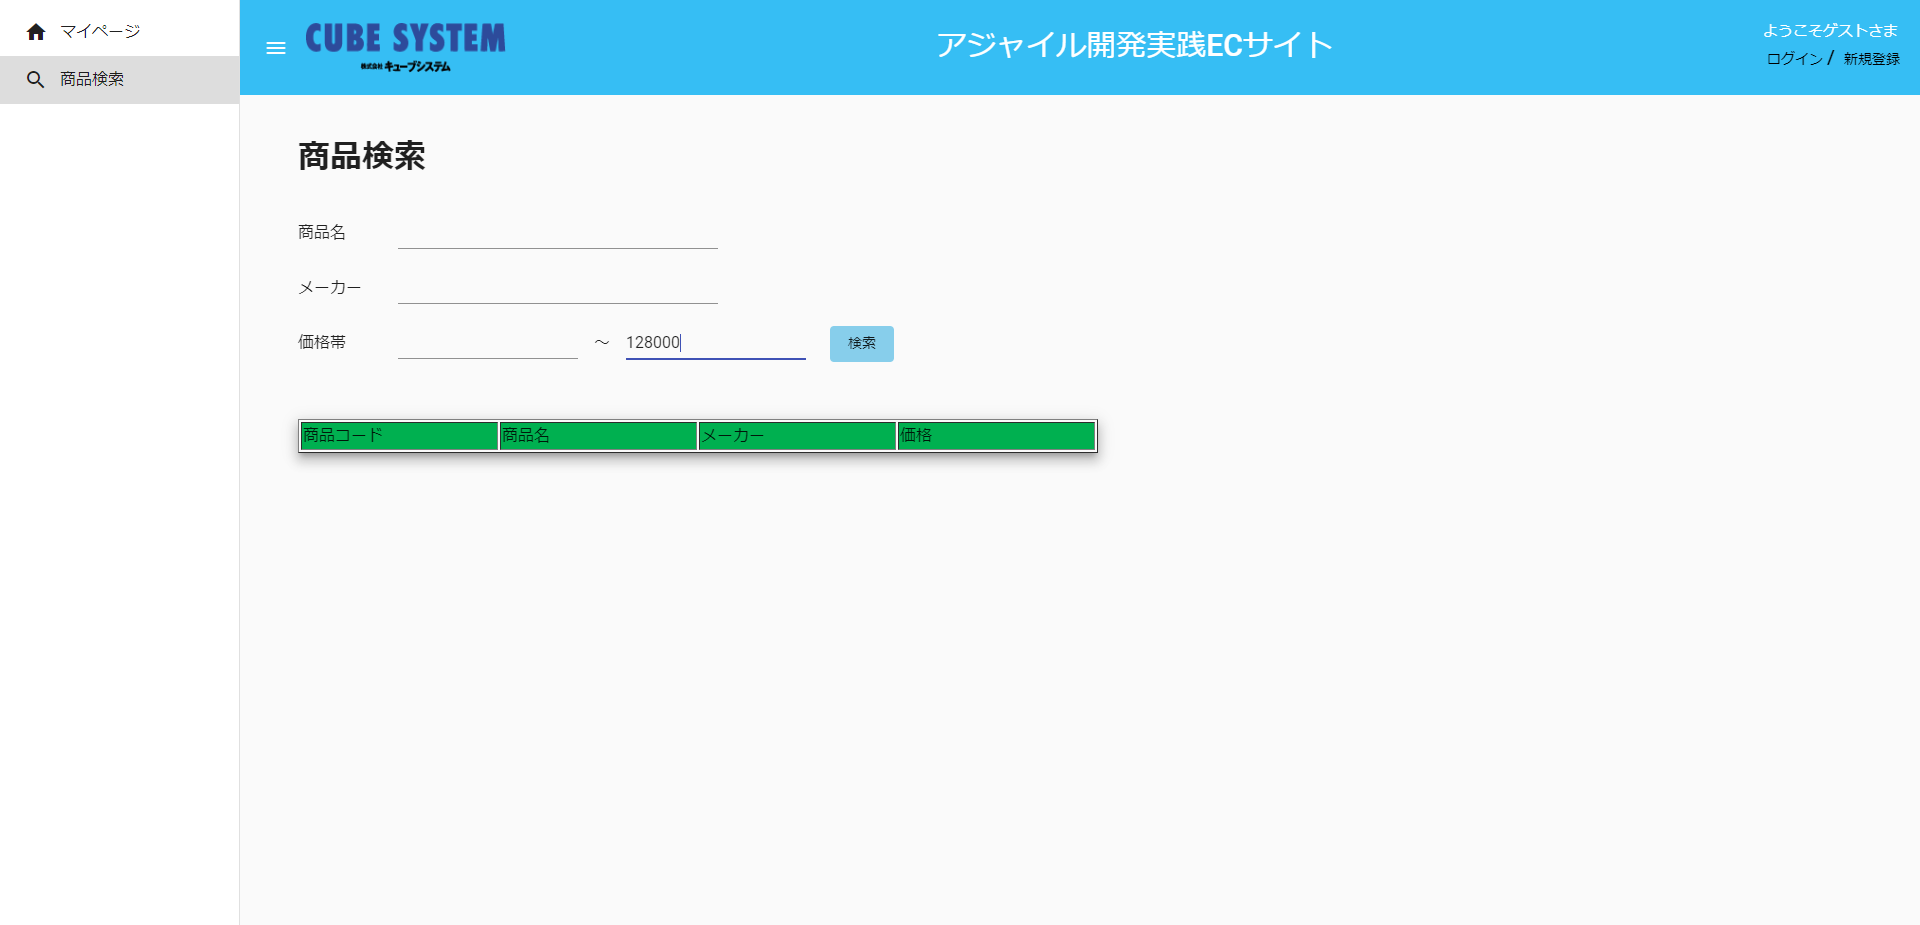 マイページ
商品検索
CUBE SYSTEM
株式会社 キューブシステム
アジャイル開発実践ECサイト
ようこそゲストさま
ログイン / 新規登録
商品検索
商品名
メーカー
価格帯 ～ 128000 検索
商品コード 商品名 メーカー 価格